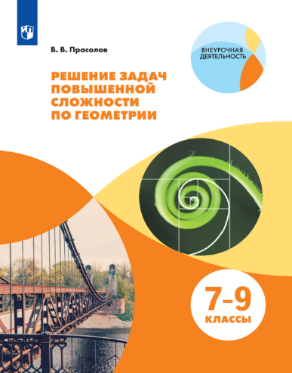 В. В. Прасолов
ВНЕУРОЧНАЯ
ДЕЯТЕЛЬНОСТЬ
РЕШЕНИЕ ЗАДАЧ
ПОВЫШЕННОЙ
СЛОЖНОСТИ
ПО ГЕОМЕТРИИ
7–9
КЛАССЫ